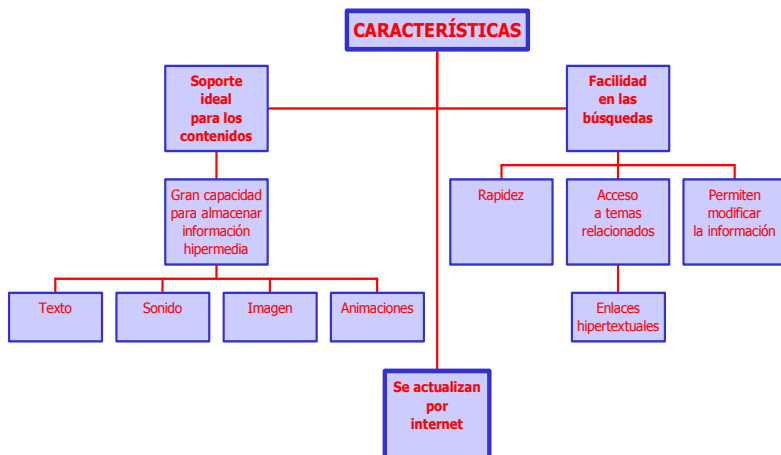 CARACTERÍSTICAS
Soporte
ideal
para los
contenidos
Facilidad
en las
búsquedas
Gran capacidad
para almacenar
información
hipermedia
Rapidez
Acceso
a temas
relacionados
Permiten
modificar
la información
Texto
Sonido
Imagen
Animaciones
Enlaces
hipertextuales
Se actualizan
por
internet